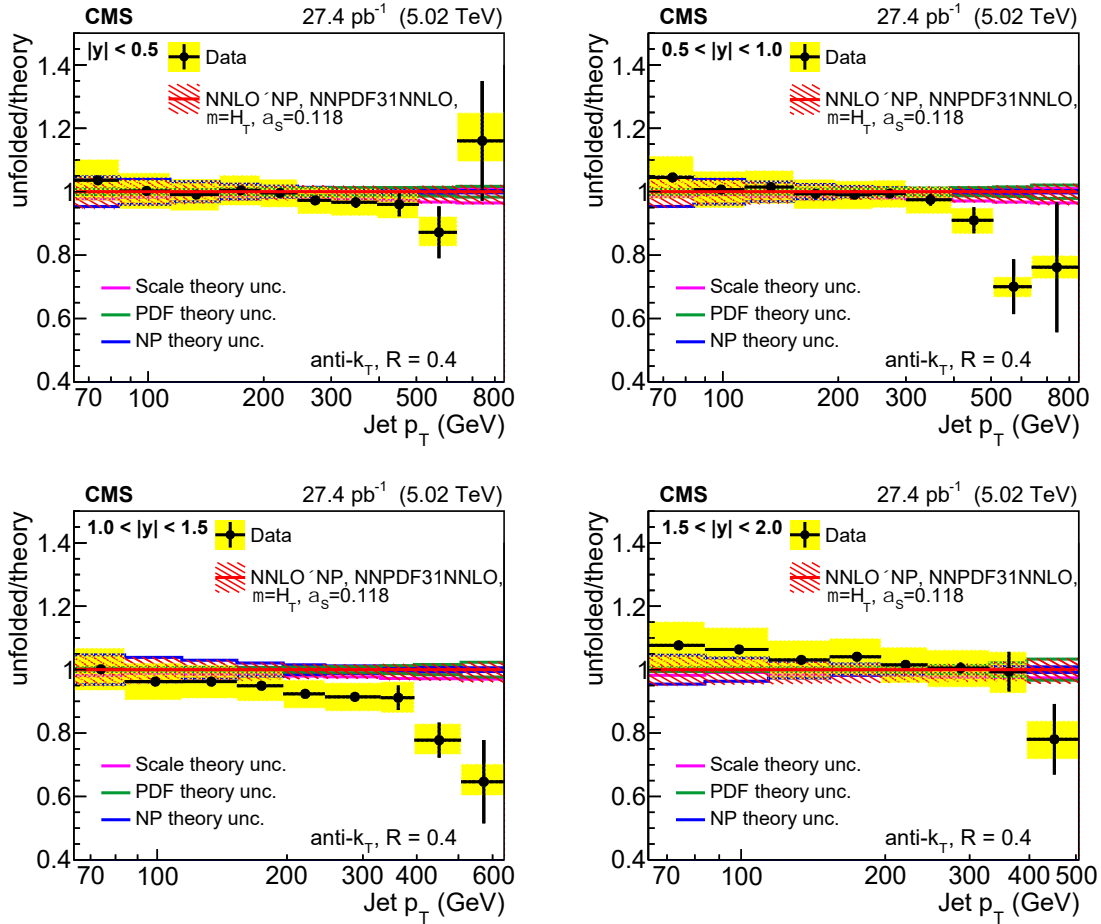 CMS 27.4 pb⁻¹ (5.02 TeV)
|y| < 0.5
Data
NNLO´NP, NNPDF31NNLO,
m=H_T, a_S=0.118
unfolded/theory
1.4
1.2
1
0.8
0.6
0.4
Scale theory unc.
PDF theory unc.
NP theory unc.
anti-k_T, R = 0.4
70 100 200 300 400 500 800
Jet p_T (GeV)
CMS 27.4 pb⁻¹ (5.02 TeV)
0.5 < |y| < 1.0
Data
NNLO´NP, NNPDF31NNLO,
m=H_T, a_S=0.118
unfolded/theory
1.4
1.2
1
0.8
0.6
0.4
Scale theory unc.
PDF theory unc.
NP theory unc.
anti-k_T, R = 0.4
70 100 200 300 500 800
Jet p_T (GeV)
CMS 27.4 pb⁻¹ (5.02 TeV)
1.0 < |y| < 1.5
Data
NNLO´NP, NNPDF31NNLO,
m=H_T, a_S=0.118
unfolded/theory
1.4
1.2
1
0.8
0.6
0.4
Scale theory unc.
PDF theory unc.
NP theory unc.
anti-k_T, R = 0.4
70 100 200 300 400 600
Jet p_T (GeV)
CMS 27.4 pb⁻¹ (5.02 TeV)
1.5 < |y| < 2.0
Data
NNLO´NP, NNPDF31NNLO,
m=H_T, a_S=0.118
unfolded/theory
1.4
1.2
1
0.8
0.6
0.4
Scale theory unc.
PDF theory unc.
NP theory unc.
anti-k_T, R = 0.4
70 100 200 300 400 500
Jet p_T (GeV)